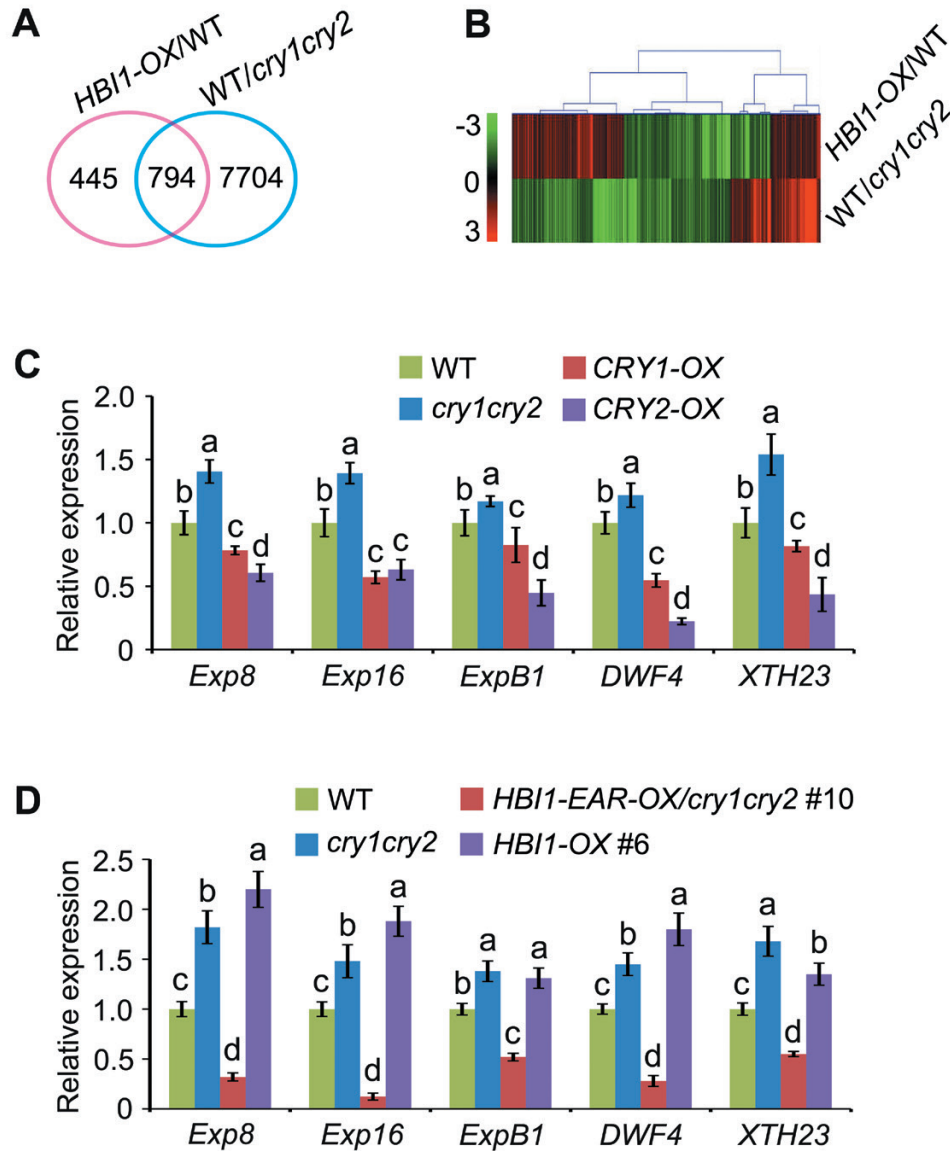 A
HBI1-OX/WT
WT/cry1cry2
445 794 7704
B
-3
0
3
HBI1-OX/WT
WT/cry1cry2
C
WT
cry1cry2
CRY1-OX
CRY2-OX
Relative expression
2.0
1.5
1.0
0.5
0
b a c d
b a c c
b a c d
b a c d
b a c d
Exp8 Exp16 ExpB1 DWF4 XTH23
D
WT
cry1cry2
HBI1-EAR-OX/cry1cry2 #10
HBI1-OX #6
Relative expression
2.5
2.0
1.5
1.0
0.5
0
c b d a
c b d a
b a c a
c b d a
c a d b
Exp8 Exp16 ExpB1 DWF4 XTH23